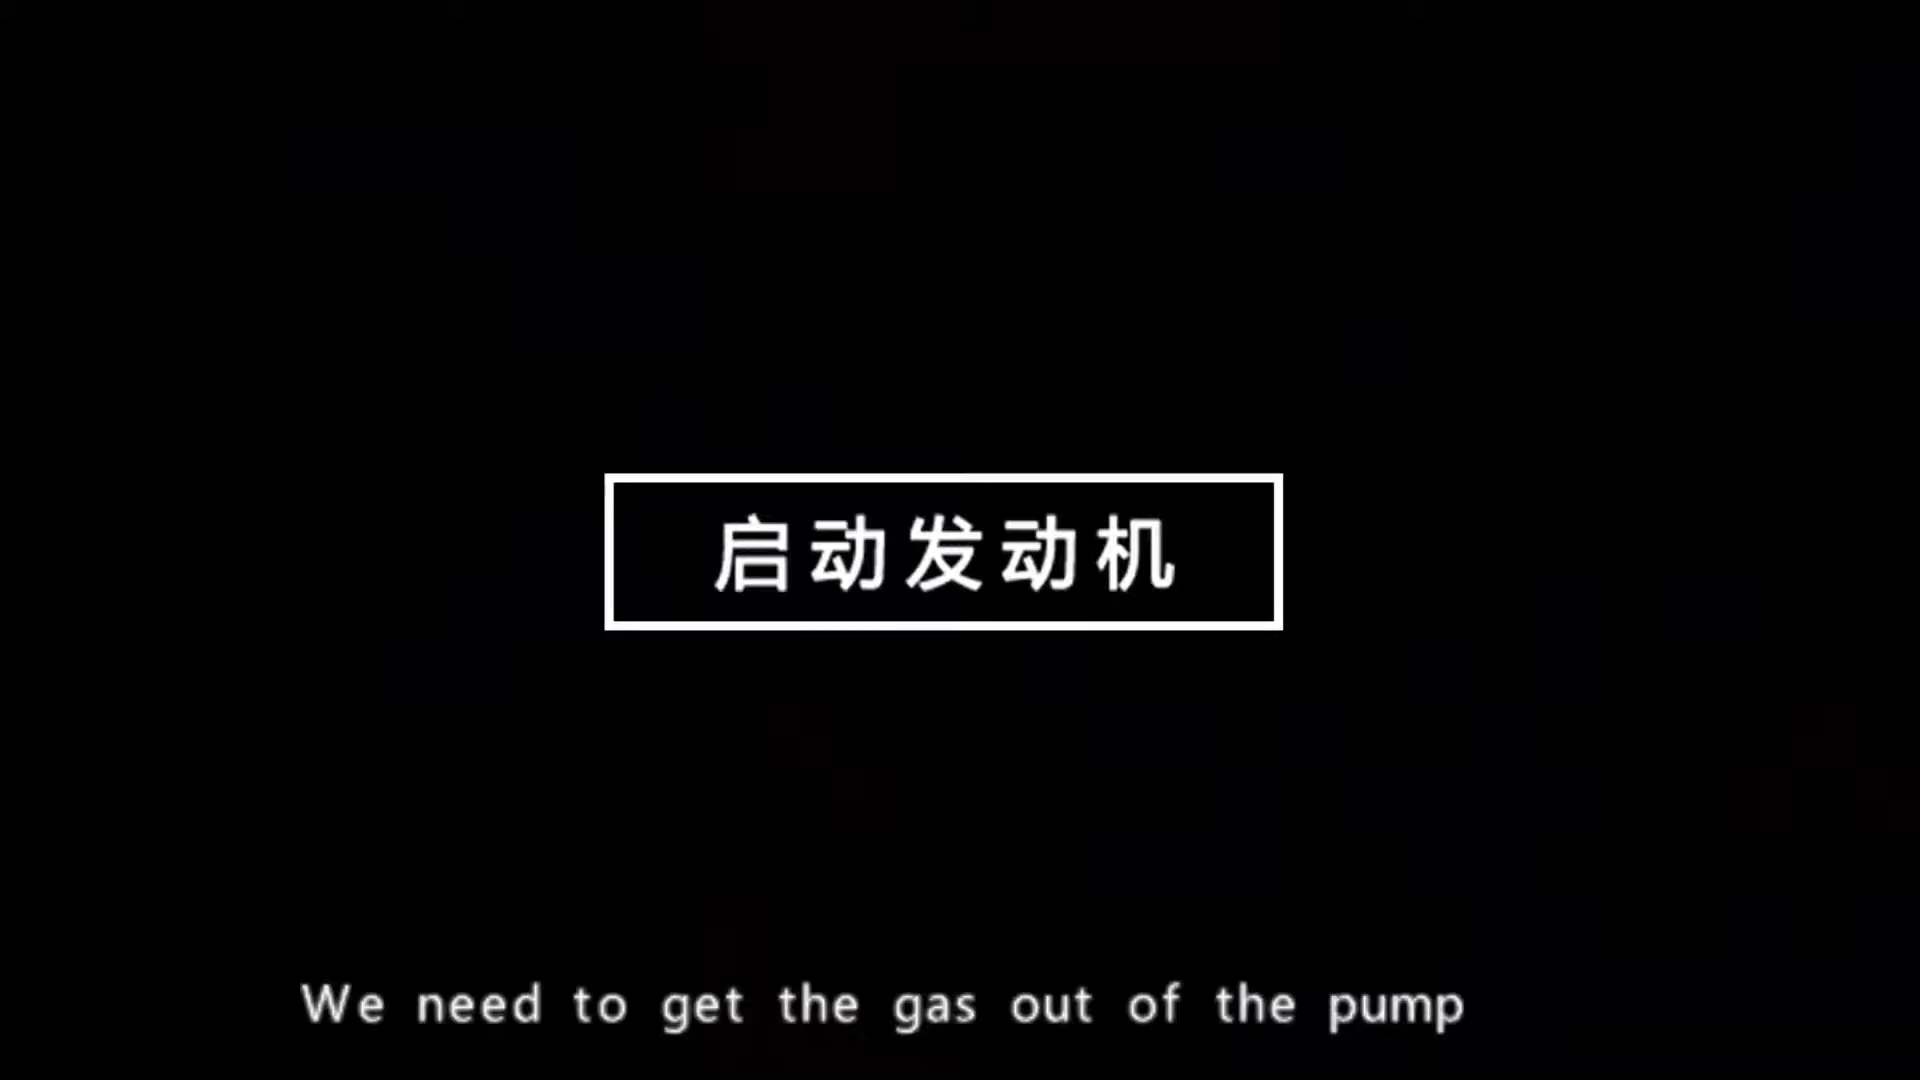 启动发动机
We need to get the gas out of the pump